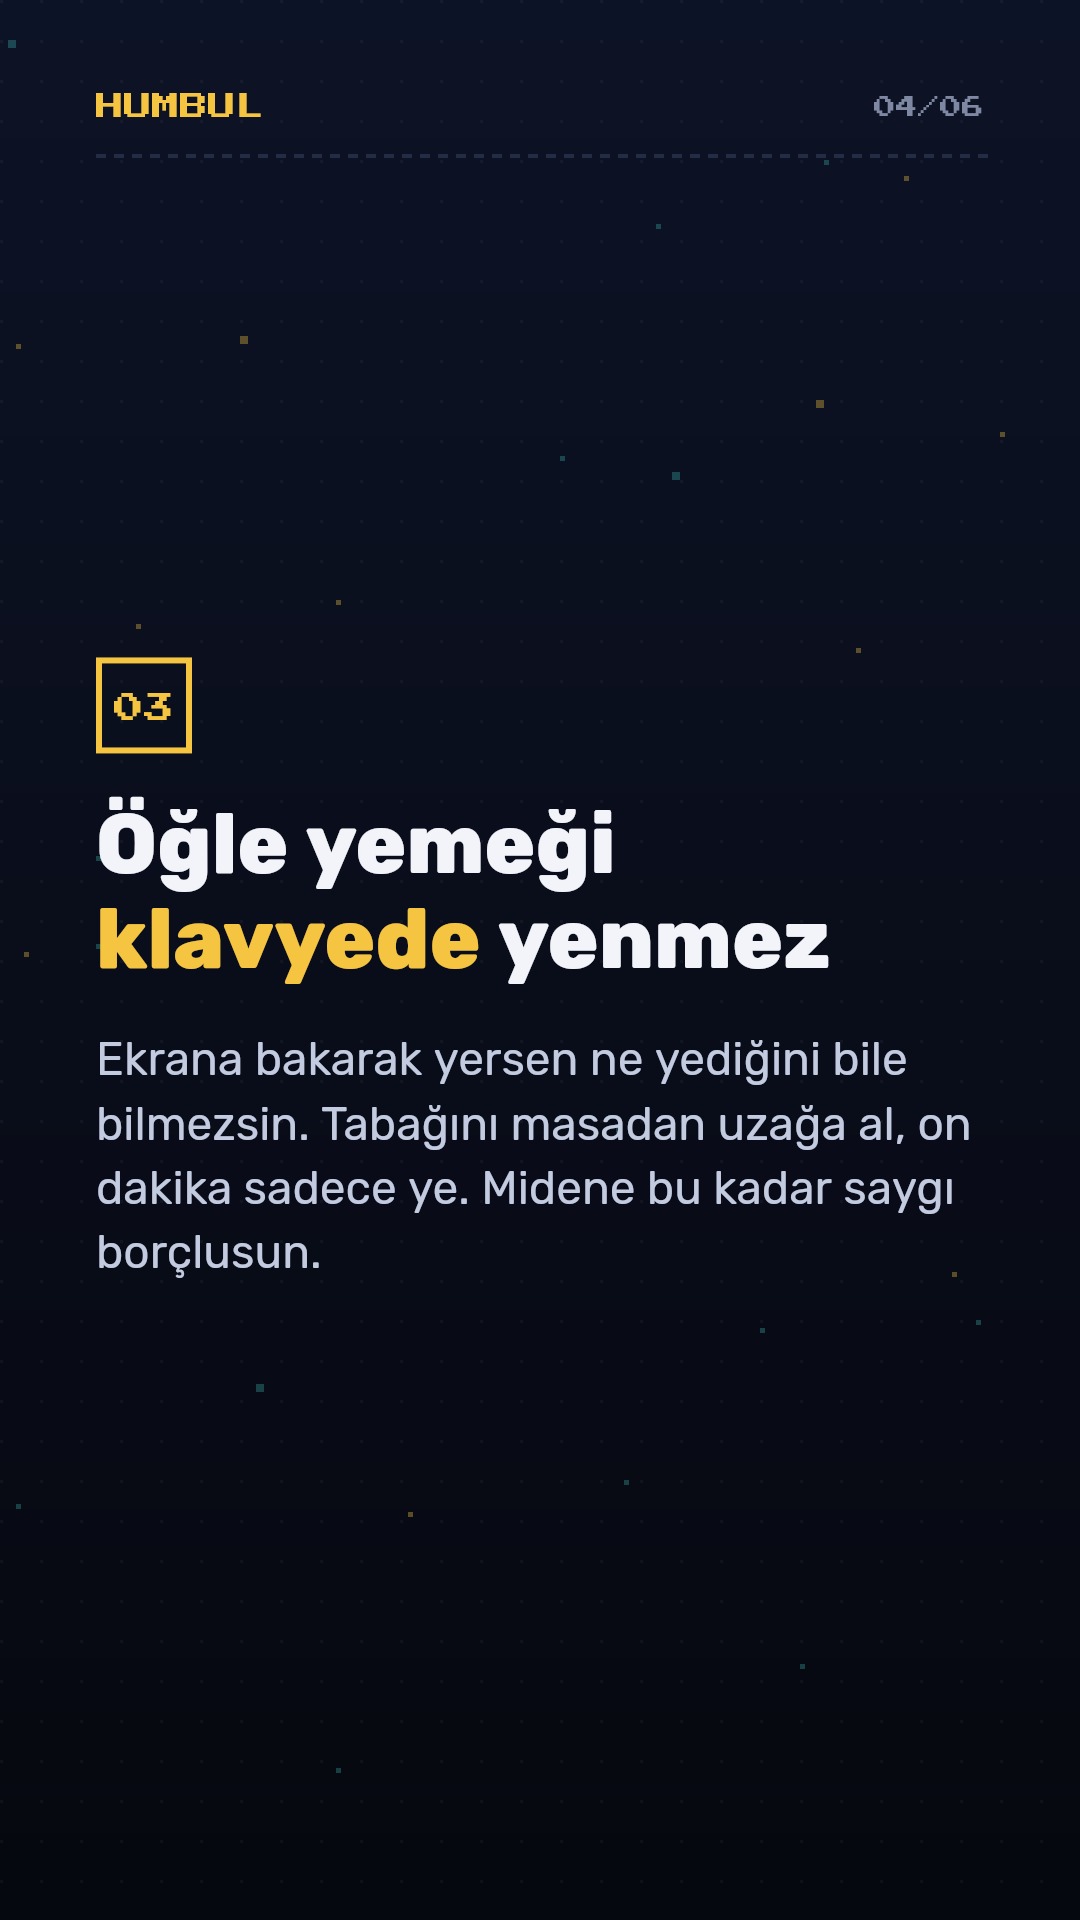 HUMBUL
04/06
03
Öğle yemeği
klavyede yenmez
Ekrana bakarak yersen ne yediğini bile
bilmezsin. Tabağını masadan uzağa al, on
dakika sadece ye. Midene bu kadar saygı
borçlusun.